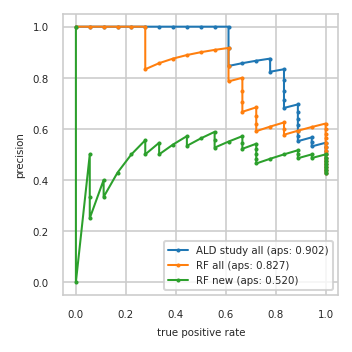 1.0
0.8
0.6
0.4
0.2
0.0
precision
0.0 0.2 0.4 0.6 0.8 1.0
true positive rate
ALD study all (aps: 0.902)
RF all (aps: 0.827)
RF new (aps: 0.520)